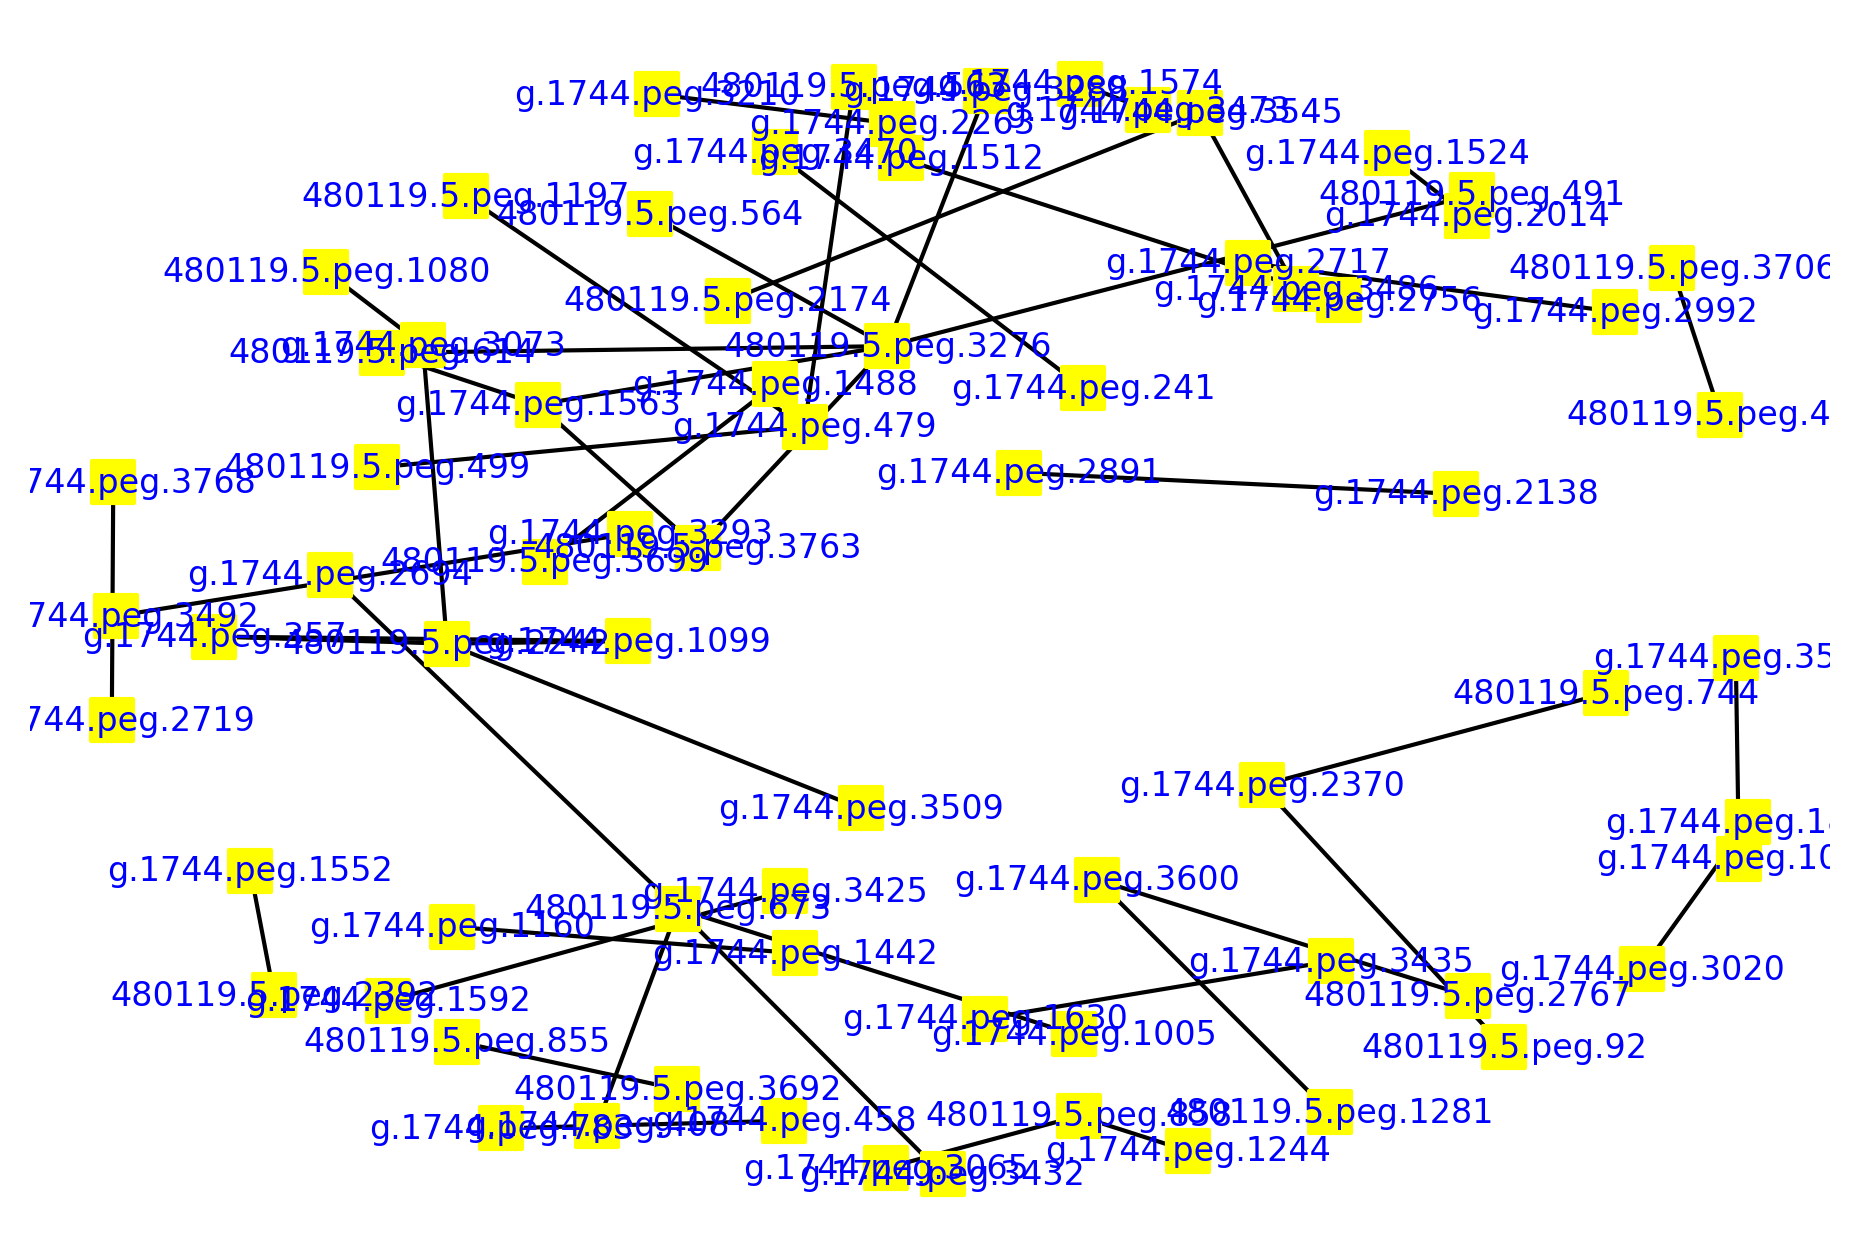 g.1744.peg.3210
480119.5.peg.563
g.1744.peg.3288
g.1744.peg.1574
g.1744.peg.3473
g.1744.peg.3545
g.1744.peg.2263
g.1744.peg.3470
g.1744.peg.1512
g.1744.peg.1524
480119.5.peg.1197
480119.5.peg.491
480119.5.peg.564
g.1744.peg.2014
g.1744.peg.2717
480119.5.peg.1080
480119.5.peg.3706
g.1744.peg.3486
480119.5.peg.2174
g.1744.peg.2756
g.1744.peg.2992
g.1744.peg.3073
480119.5.peg.614
480119.5.peg.3276
g.1744.peg.1488
g.1744.peg.241
g.1744.peg.1563
480119.5.peg.4
g.1744.peg.479
480119.5.peg.499
g.1744.peg.2891
744.peg.3768
g.1744.peg.2138
g.1744.peg.3293
480119.5.peg.3763
480119.5.peg.3699
g.1744.peg.2694
744.peg.3492
g.1744.peg.357
480119.5.peg.2242
g.1744.peg.1099
g.1744.peg.35
480119.5.peg.744
744.peg.2719
g.1744.peg.2370
g.1744.peg.3509
g.1744.peg.10
g.1744.peg.1552
g.1744.peg.3600
g.1744.peg.3425
480119.5.peg.673
g.1744.peg.1160
g.1744.peg.1442
g.1744.peg.3435
g.1744.peg.3020
480119.5.peg.2392
g.1744.peg.1592
480119.5.peg.2767
g.1744.peg.1630
g.1744.peg.1005
480119.5.peg.855
480119.5.peg.92
480119.5.peg.3692
480119.5.peg.858
480119.5.peg.1281
g.1744.peg.783
g.1744.peg.468
g.1744.peg.458
g.1744.peg.1244
g.1744.peg.3065
g.1744.peg.3432